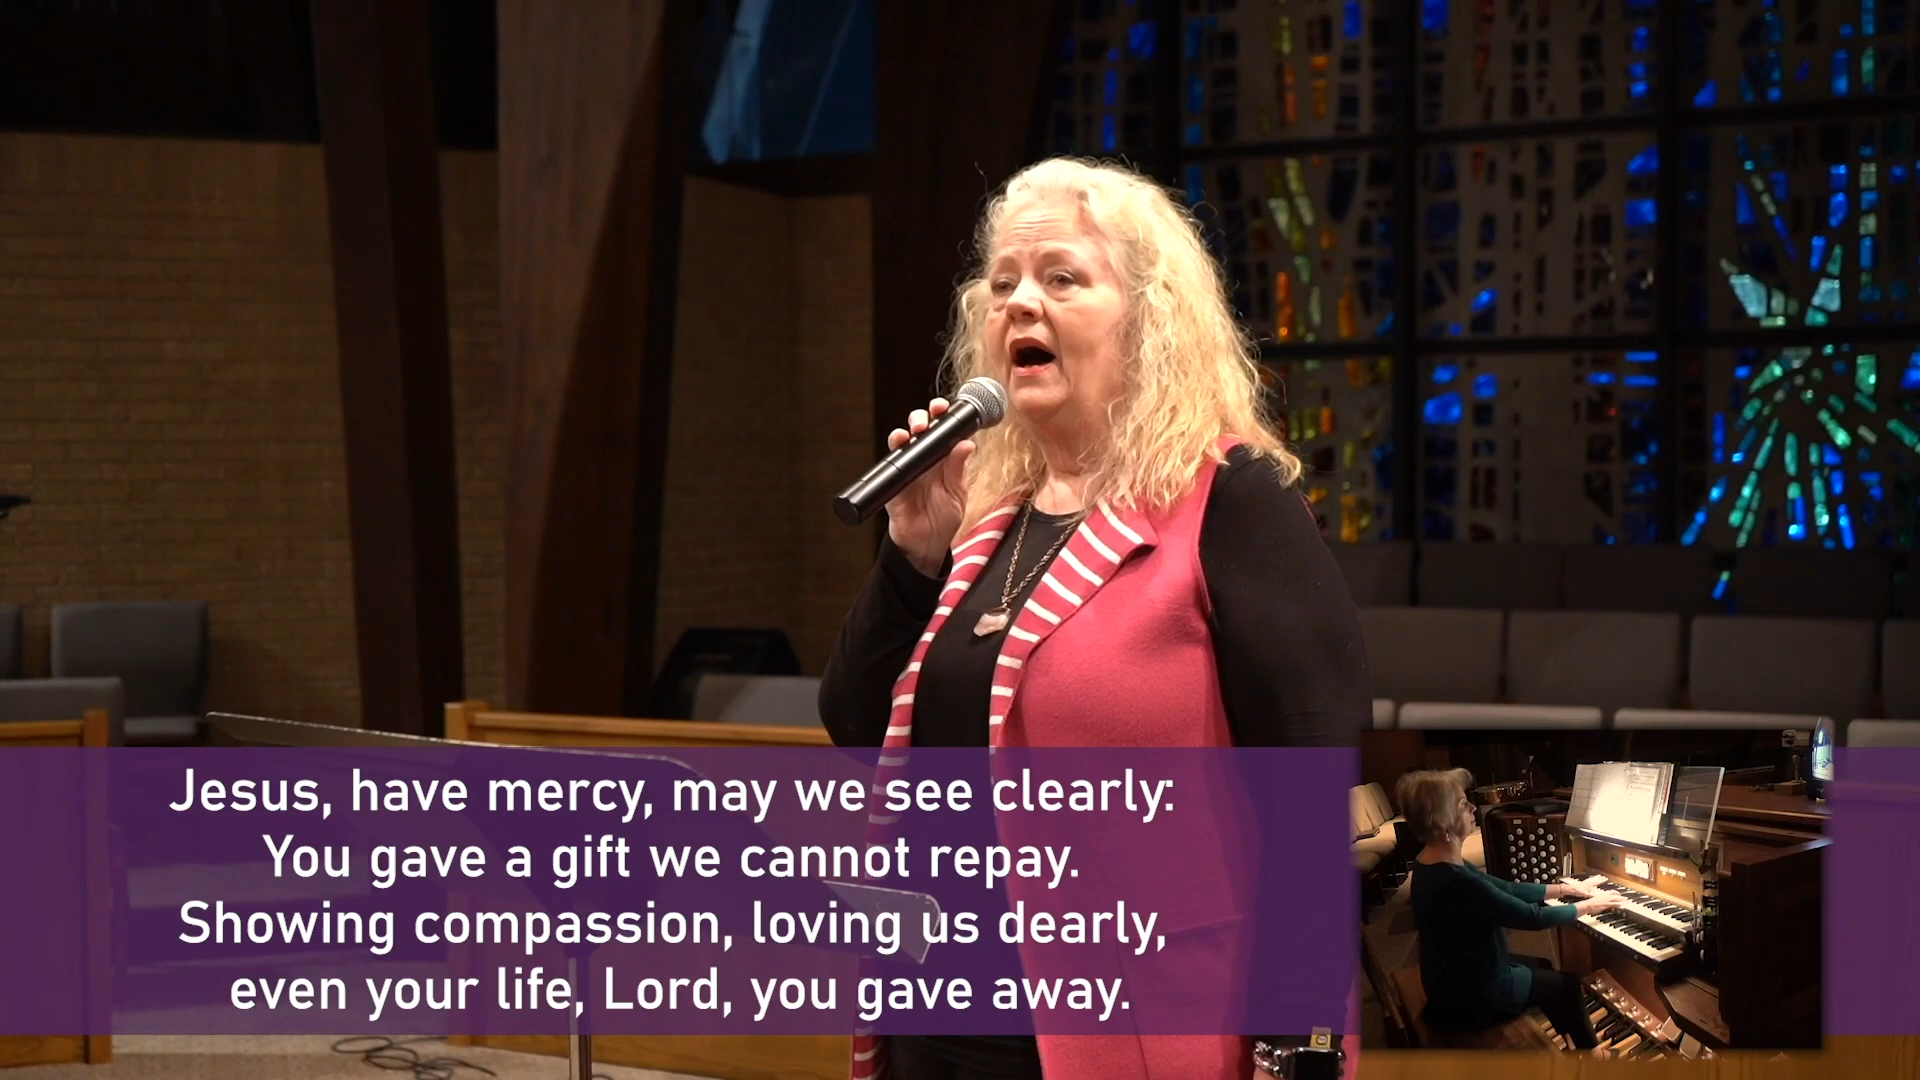 Jesus, have mercy, may we see clearly:
You gave a gift we cannot repay.
Showing compassion, loving us dearly,
even your life, Lord, you gave away.